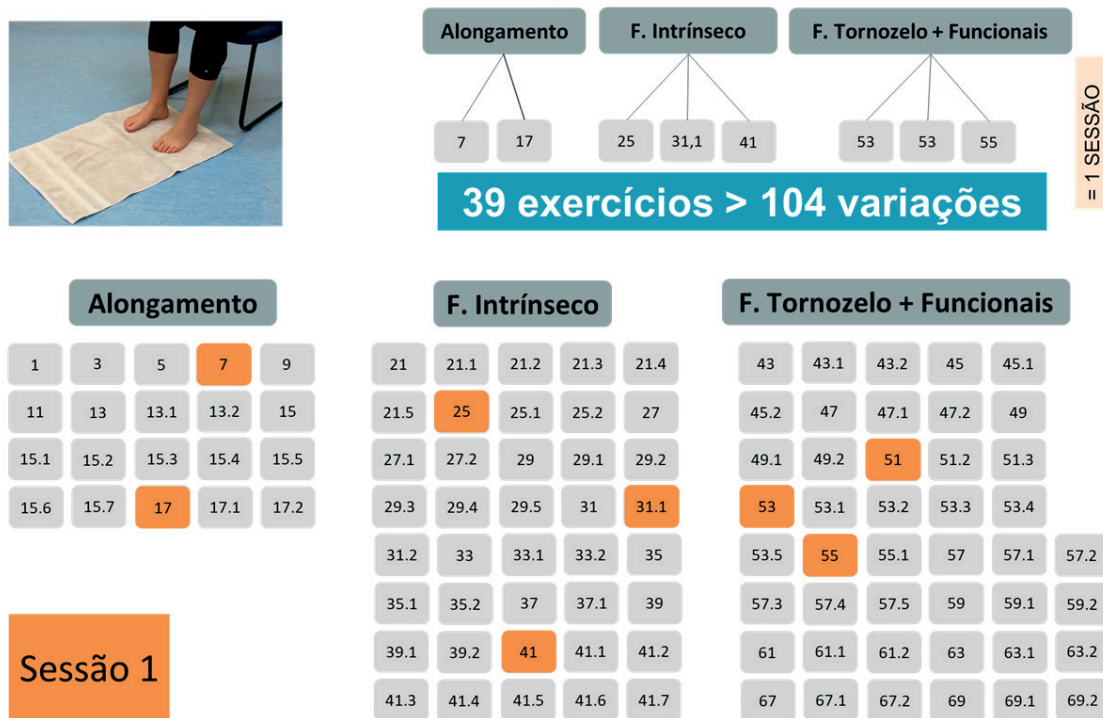 Alongamento F. Intrínseco F. Tornozelo + Funcionais
7 17 25 31,1 41 53 53 55
= 1 SESSÃO
39 exercícios > 104 variações
Alongamento
1 3 5 7 9
11 13 13.1 13.2 15
15.1 15.2 15.3 15.4 15.5
15.6 15.7 17 17.1 17.2
Sessão 1
F. Intrínseco
21 21.1 21.2 21.3 21.4
21.5 25 25.1 25.2 27
27.1 27.2 29 29.1 29.2
29.3 29.4 29.5 31 31.1
31.2 33 33.1 33.2 35
35.1 35.2 37 37.1 39
39.1 39.2 41 41.1 41.2
41.3 41.4 41.5 41.6 41.7
F. Tornozelo + Funcionais
43 43.1 43.2 45 45.1
45.2 47 47.1 47.2 49
49.1 49.2 51 51.2 51.3
53 53.1 53.2 53.3 53.4
53.5 55 55.1 57 57.1 57.2
57.3 57.4 57.5 59 59.1 59.2
61 61.1 61.2 63 63.1 63.2
67 67.1 67.2 69 69.1 69.2